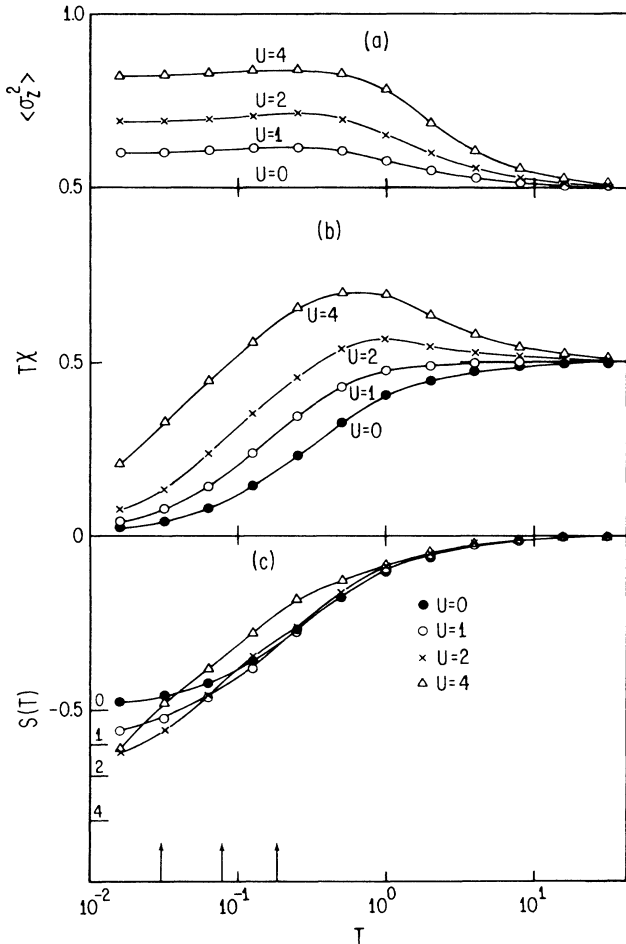 1.0
(a)
U=4
<σz²>
U=2
U=1
U=0
0.5
(b)
U=4
Tχ
0.5
U=2
U=1
U=0
0
(c)
U=0
U=1
U=2
U=4
S(T)
-0.5
0
1
2
4
10⁻² 10⁻¹ 10⁰ 10¹
T